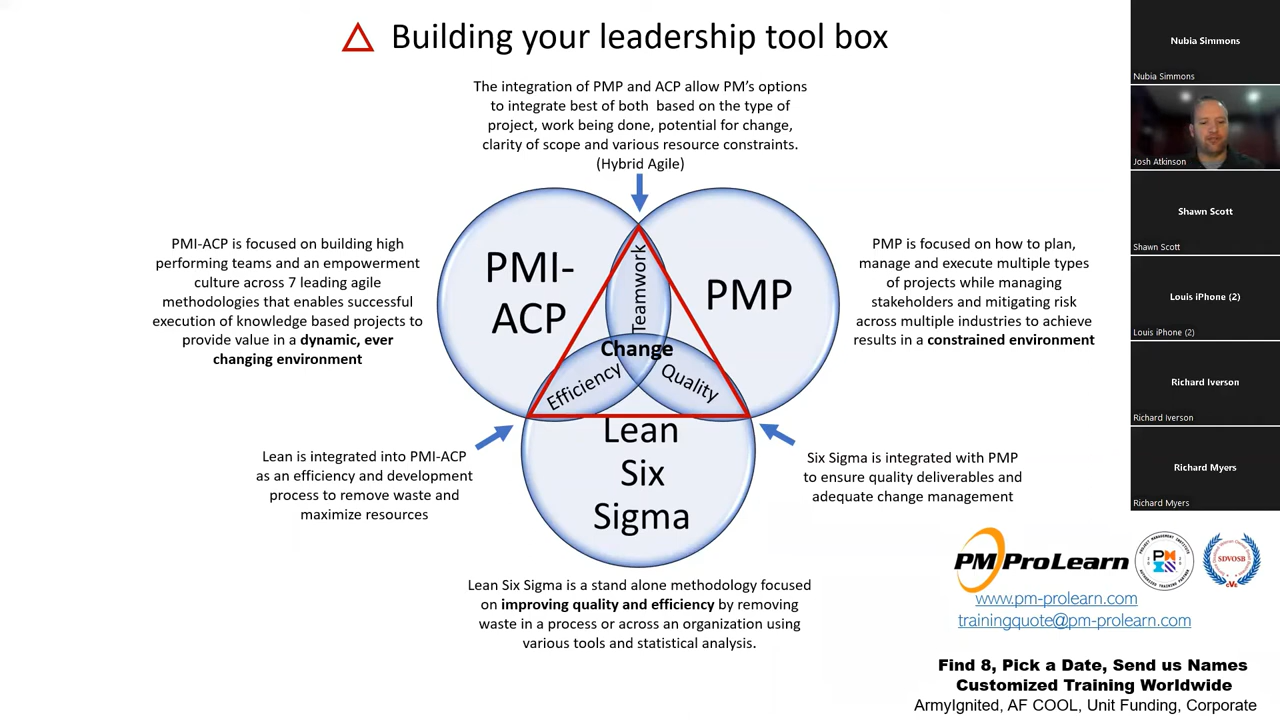 Building your leadership tool box
The integration of PMP and ACP allow PM's options
to integrate best of both based on the type of
project, work being done, potential for change,
clarity of scope and various resource constraints.
(Hybrid Agile)
PMI-ACP is focused on building high
performing teams and an empowerment
culture across 7 leading agile
methodologies that enables successful
execution of knowledge based projects to
provide value in a dynamic, ever
changing environment
PMI-
ACP
Teamwork
PMP
Change
Efficiency
Quality
Lean
Six
Sigma
PMP is focused on how to plan,
manage and execute multiple types
of projects while managing
stakeholders and mitigating risk
across multiple industries to achieve
results in a constrained environment
Lean is integrated into PMI-ACP
as an efficiency and development
process to remove waste and
maximize resources
Six Sigma is integrated with PMP
to ensure quality deliverables and
adequate change management
Lean Six Sigma is a stand alone methodology focused
on improving quality and efficiency by removing
waste in a process or across an organization using
various tools and statistical analysis.
Nubia Simmons
Nubia Simmons
Josh Atkinson
Shawn Scott
Shawn Scott
Louis iPhone (2)
Louis iPhone (2)
Richard Iverson
Richard Iverson
Richard Myers
Richard Myers
PM ProLearn
SDVOSB
www.pm-prolearn.com
trainingquote@pm-prolearn.com
Find 8, Pick a Date, Send us Names
Customized Training Worldwide
ArmyIgnited, AF COOL, Unit Funding, Corporate